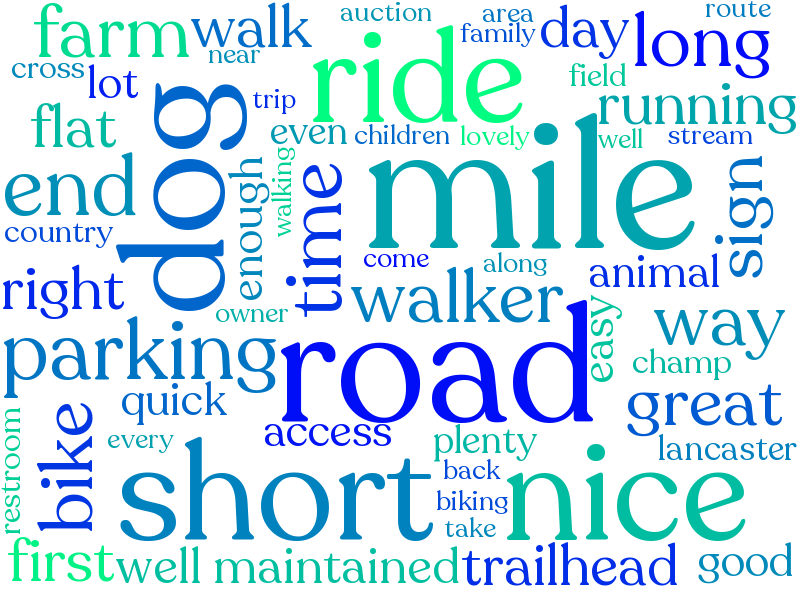 auction
area
route
farm
walk
family
day
long
near
cross
lot
ride
field
trip
running
dog
flat
even
children
lovely
well
stream
mile
end
enough
walking
time
sign
country
come
along
animal
right
owner
walker
easy
way
parking
road
champ
quick
great
access
restroom
bike
every
plenty
lancaster
short
back
nice
biking
take
first
well maintained
trailhead
good